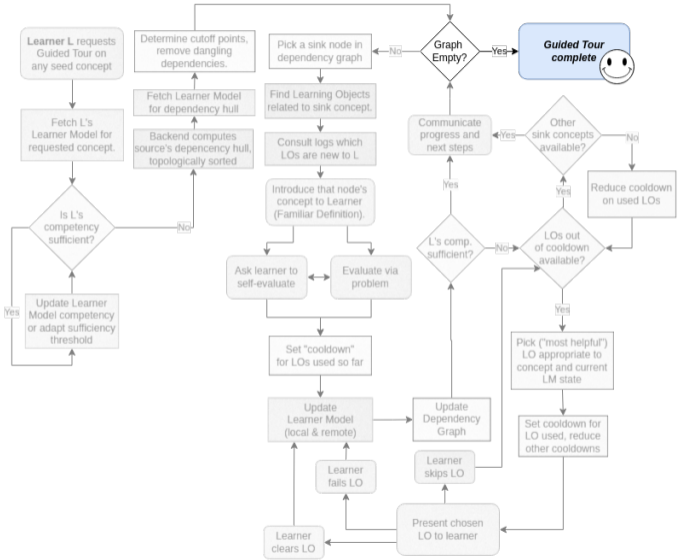 Learner L requests
Guided Tour on
any seed concept
Fetch L's
Learner Model for
requested concept.
Is L's
competency
sufficient?
Yes
No
Update Learner
Model competency
or adapt sufficiency
threshold
Determine cutoff points,
remove dangling
dependencies.
Fetch Learner Model
for dependency hull
Backend computes
source's depencency hull,
topologically sorted
Pick a sink node in
dependency graph
Find Learning Objects
related to sink concept.
Consult logs which
LOs are new to L
Introduce that node's
concept to Learner
(Familiar Definition).
Ask learner to
self-evaluate
Evaluate via
problem
Set "cooldown"
for LOs used so far
Update
Learner Model
(local & remote)
Learner
fails LO
Learner
clears LO
No
Graph
Empty?
Yes
Guided Tour
complete
Communicate
progress and
next steps
Yes
Other
sink concepts
available?
No
Reduce cooldown
on used LOs
Yes
Yes
L's comp.
sufficient?
No
LOs out
of cooldown
available?
Yes
Pick ("most helpful")
LO appropriate to
concept and current
LM state
Update
Dependency
Graph
Set cooldown for
LO used, reduce
other cooldowns
Learner
skips LO
Present chosen
LO to learner